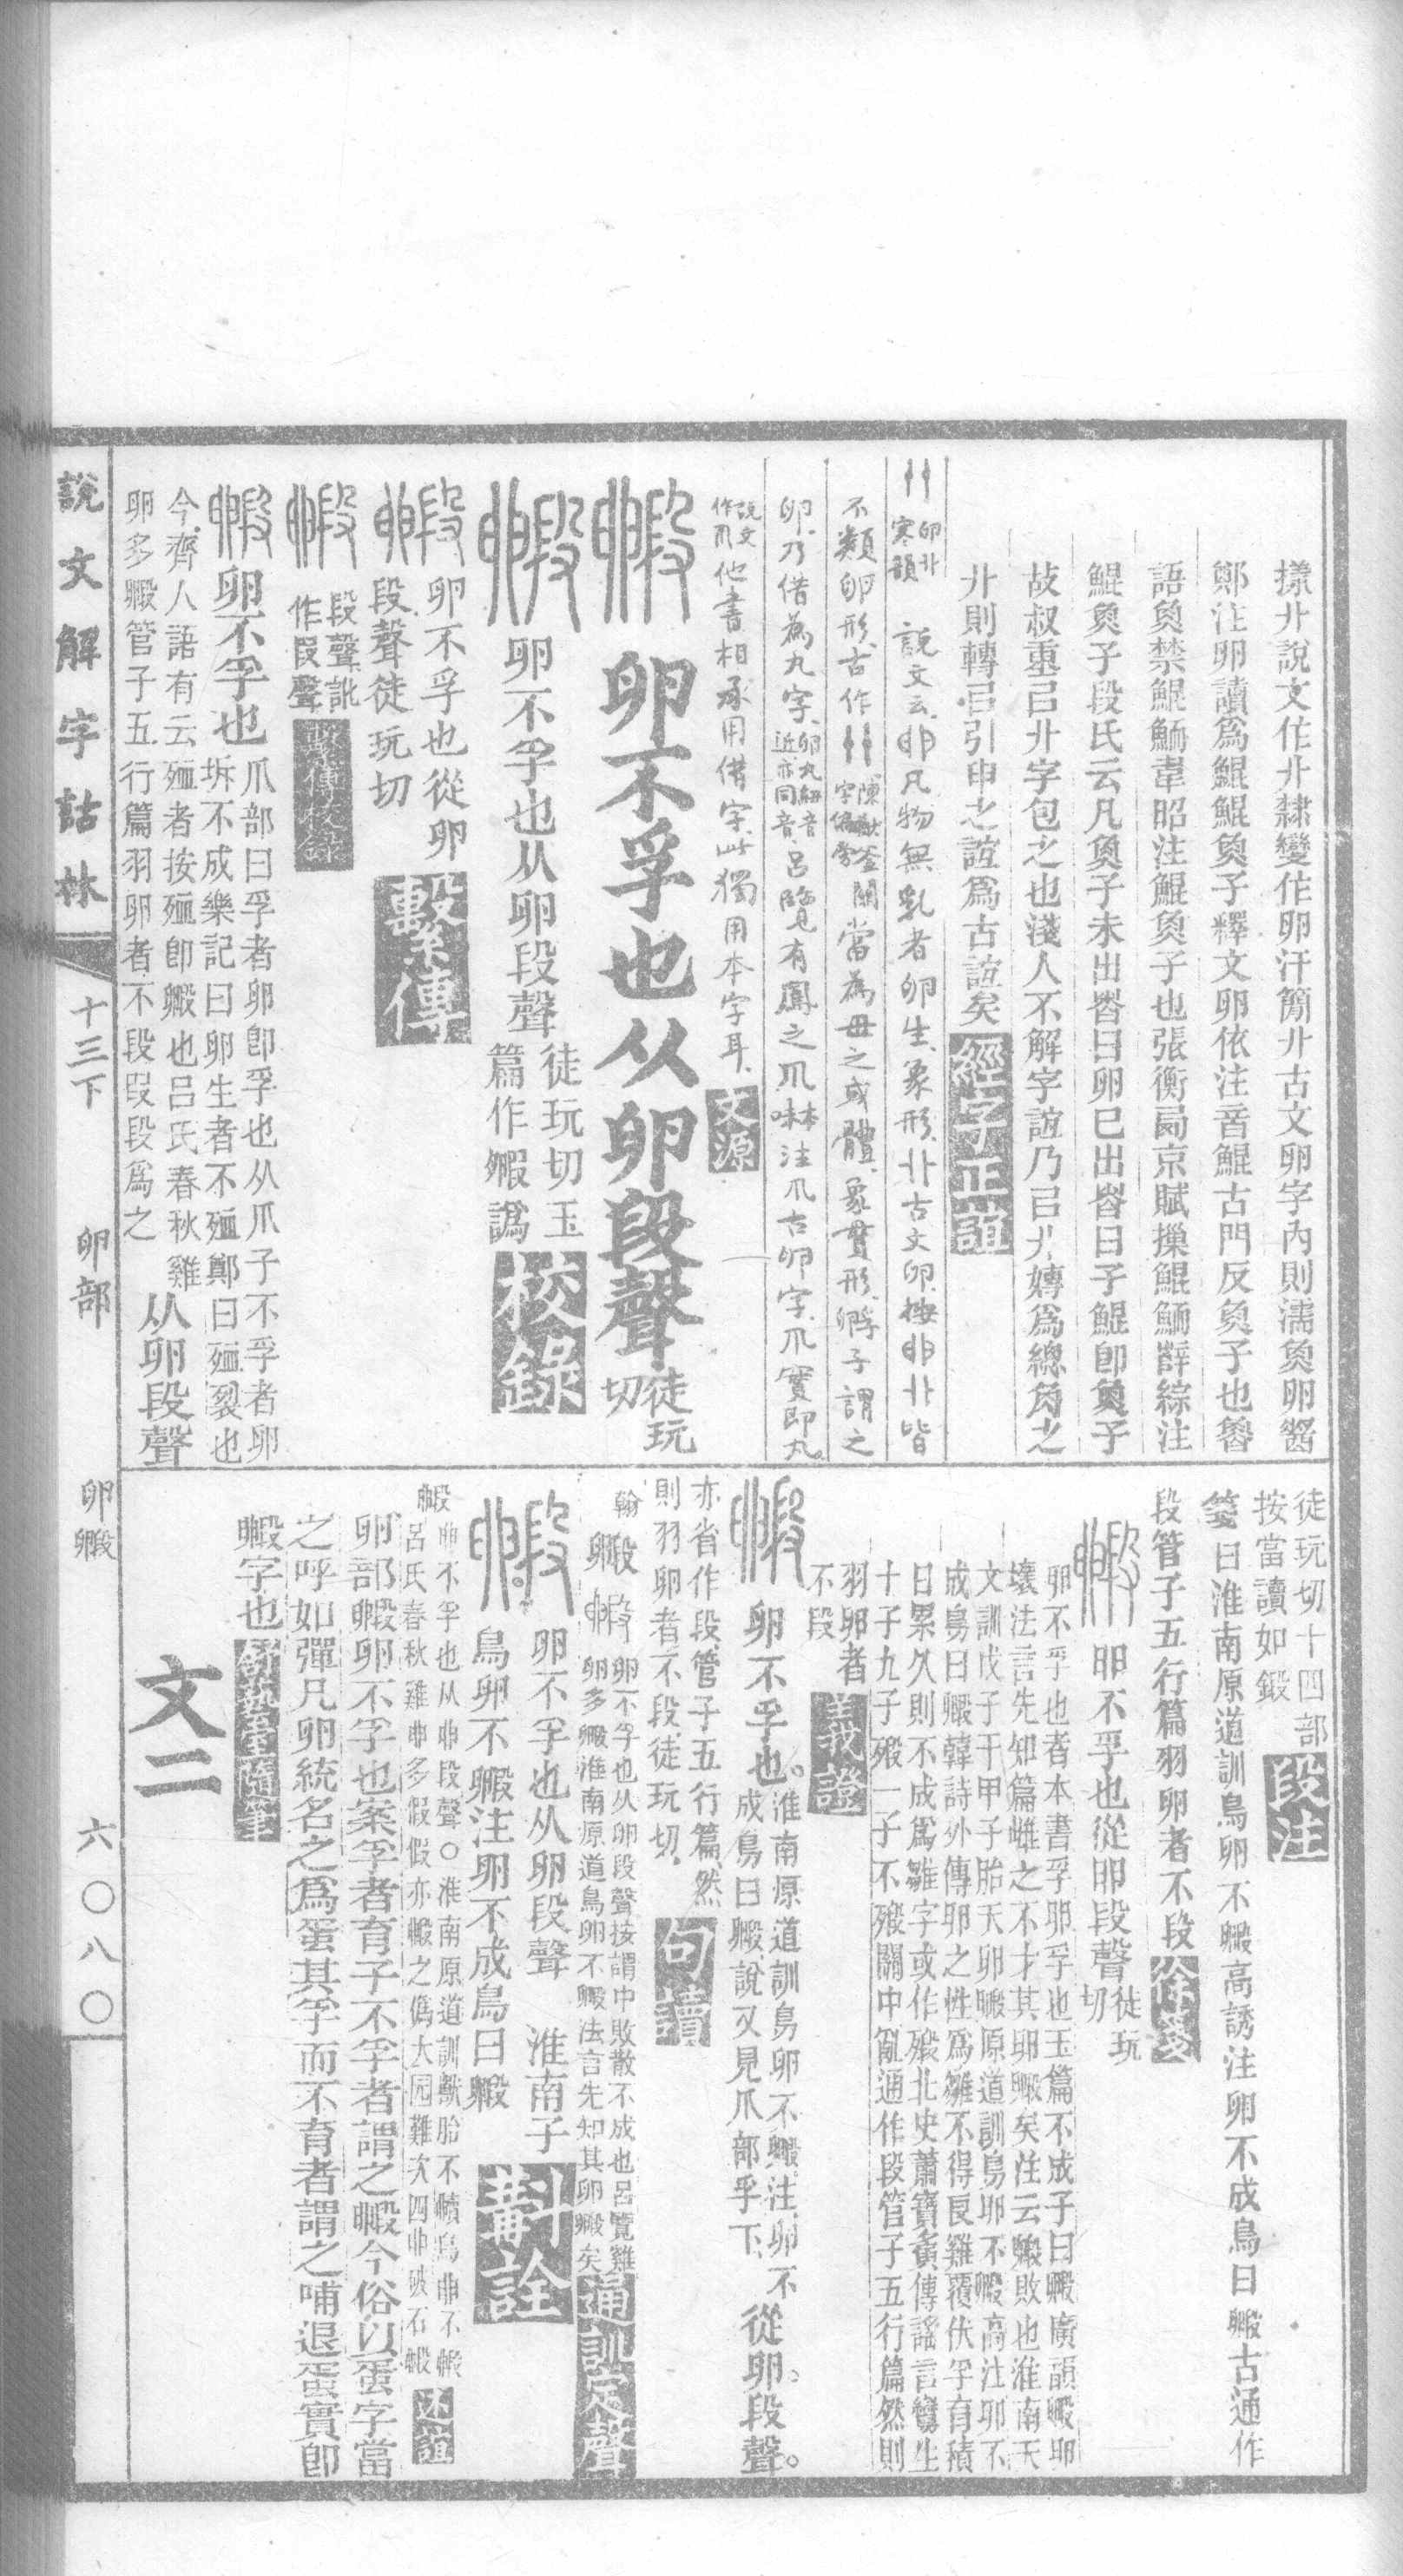 㨾丱說文作丱隸變作卵汗簡丱古文卵字內則濡魚卵醬
鄭注卵讀爲鯤鯤魚子釋文卵依注音鯤古門反魚子也魯
語魚禁鯤鮞韋昭注鯤魚子也張衡西京賦摷鯤鮞薛綜注
鯤魚子段氏云凡魚子未出者曰卵已出者曰子鯤卽魚子
故叔重㠯丱字包之也淺人不解字誼乃㠯丱轉爲總角之
丱則轉㠯引申之誼爲古誼矣 經字正誼
卵丱
寒韻
說文云卵凡物無乳者卵生象形丱古文卵按卵丱皆
不類卵形古作 關當為毌之或體象貫形孵子謂之
卵乃借為丸字卵丸紐音近亦同音呂覽有鳳之丸注丸古卵字丸實即丸
說文作 他書相承用借字此獨用本字耳 文源
毈 卵不孚也从卵段聲徒玩切
毈 卵不孚也从卵段聲徒玩切玉篇作毈譌 校錄
毈 卵不孚也從卵段聲徒玩切 繫傳
毈 段聲訛作叚聲 繫傳校錄
毈 卵不孚也爪部曰孚者卵卽孚也从爪子不孚者卵
坼不成樂記曰卵生者不殈鄭曰殈裂也
今齊人語有云殈者按殈卽毈也呂氏春秋雞
卵多毈管子五行篇羽卵者不段段爲之 从卵段聲
說文解字詁林 十三下 卵部 卵毈 六〇八〇
徒玩切十四部
按當讀如鍛 段注
箋曰淮南原道訓鳥卵不毈高誘注卵不成鳥曰毈古通作
段管子五行篇羽卵者不段 徐箋
毈 卵不孚也從卵段聲徒玩切
卵不孚也者本書孚卵孚也玉篇不成子曰毈廣韻毈卵
壞法言先知篇雌之不才其卵毈矣注云毈敗也淮南天
文訓戊子干甲子胎夭卵毈原道訓鳥卵不毈高注卵不
成鳥曰毈韓詩外傳卵之性爲雛不得良雞覆伏孚育積
日累久則不成爲雛字或作㱭北史蕭寶夤傳謠言鸞生
十子九子㱭一子不㱭關中亂通作段管子五行篇然則
羽卵者
不段 義證
毈 卵不孚也。淮南原道訓鳥卵不毈。注卵不
成鳥曰毈說又見爪部孚下 從卵。段聲。
亦省作段管子五行篇然
則羽卵者不段徒玩切 句讀
翰 毈 卵不孚也从卵段聲按謂中敗散不成也呂覽雞
卵多毈淮南原道鳥卵不毈法言先知其卵毈矣 通訓定聲
毈 卵不孚也从卵段聲 淮南子
鳥卵不毈注卵不成鳥曰毈 斠詮
毈 卵不孚也从卵段聲〇淮南原道訓獸胎不贕鳥卵不毈
呂氏春秋雞卵多假假亦毈之僞大 難次四卵破石毈 述誼
卵部毈卵不孚也案孚者育子不孚者謂之毈今俗以蛋字當
之呼如彈凡卵統名之爲蛋其孚而不育者謂之哺退蛋實卽
毈字也 隨筆
文二